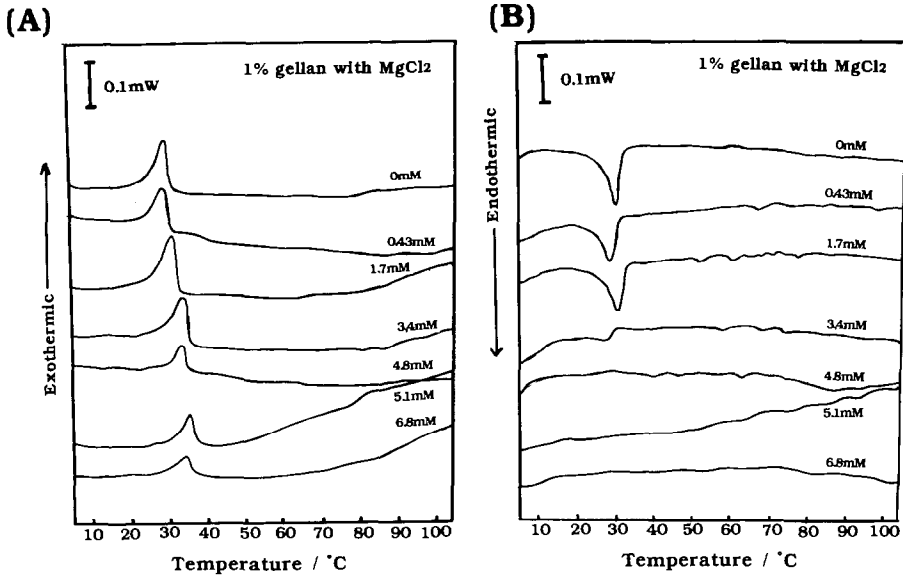 (A)
0.1mW
1% gellan with MgCl2
0mM
0.43mM
1.7mM
3.4mM
4.8mM
5.1mM
6.8mM
Exothermic
10 20 30 40 50 60 70 80 90 100
Temperature / °C
(B)
0.1mW
1% gellan with MgCl2
0mM
0.43mM
1.7mM
3.4mM
4.8mM
5.1mM
6.8mM
Endothermic
10 20 30 40 50 60 70 80 90 100
Temperature / °C